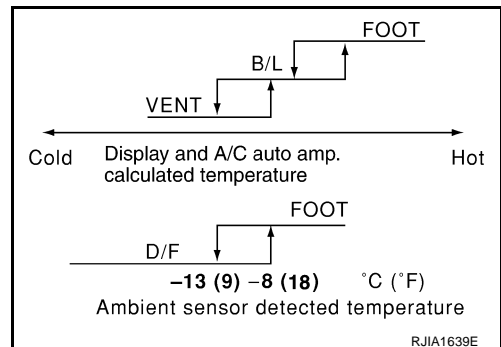 FOOT
B/L
VENT
Cold Display and A/C auto amp. Hot
calculated temperature
FOOT
D/F
–13 (9) –8 (18) °C (°F)
Ambient sensor detected temperature
RJIA1639E